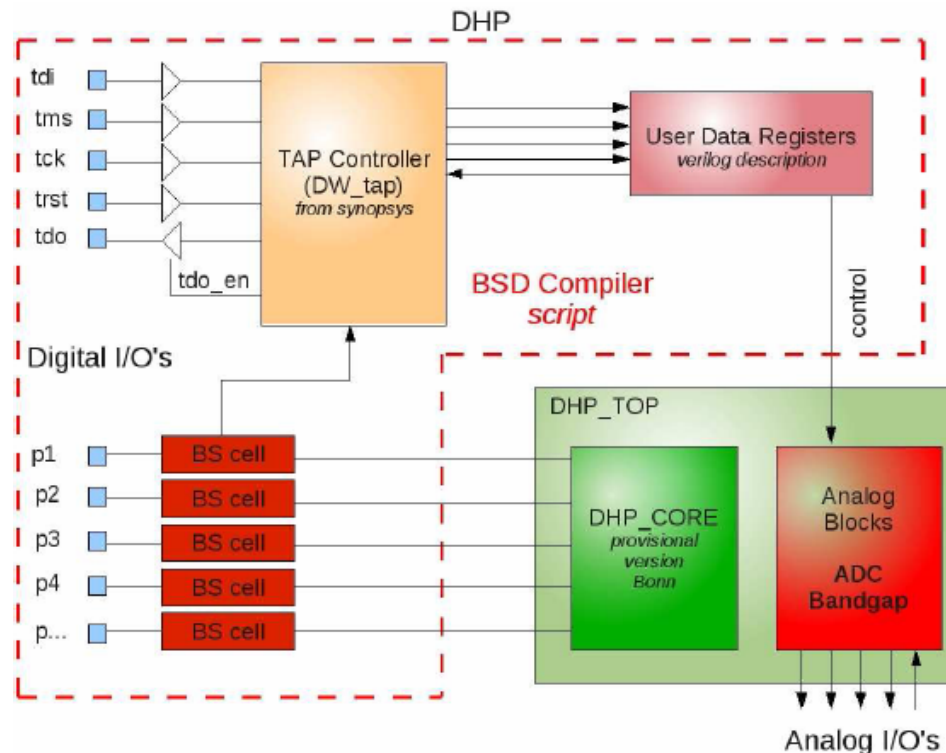 DHP
tdi
tms
tck
trst
tdo
tdo_en
TAP Controller
(DW_tap)
from synopsys
User Data Registers
verilog diescription
BSD Compiler
script
control
Digital I/O's
p1
p2
p3
p4
p...
BS cell
BS cell
BS cell
BS cell
BS cell
DHP_TOP
DHP_CORE
provisional
version
Bonn
Analog
Blocks
ADC
Bandgap
Analog I/O's